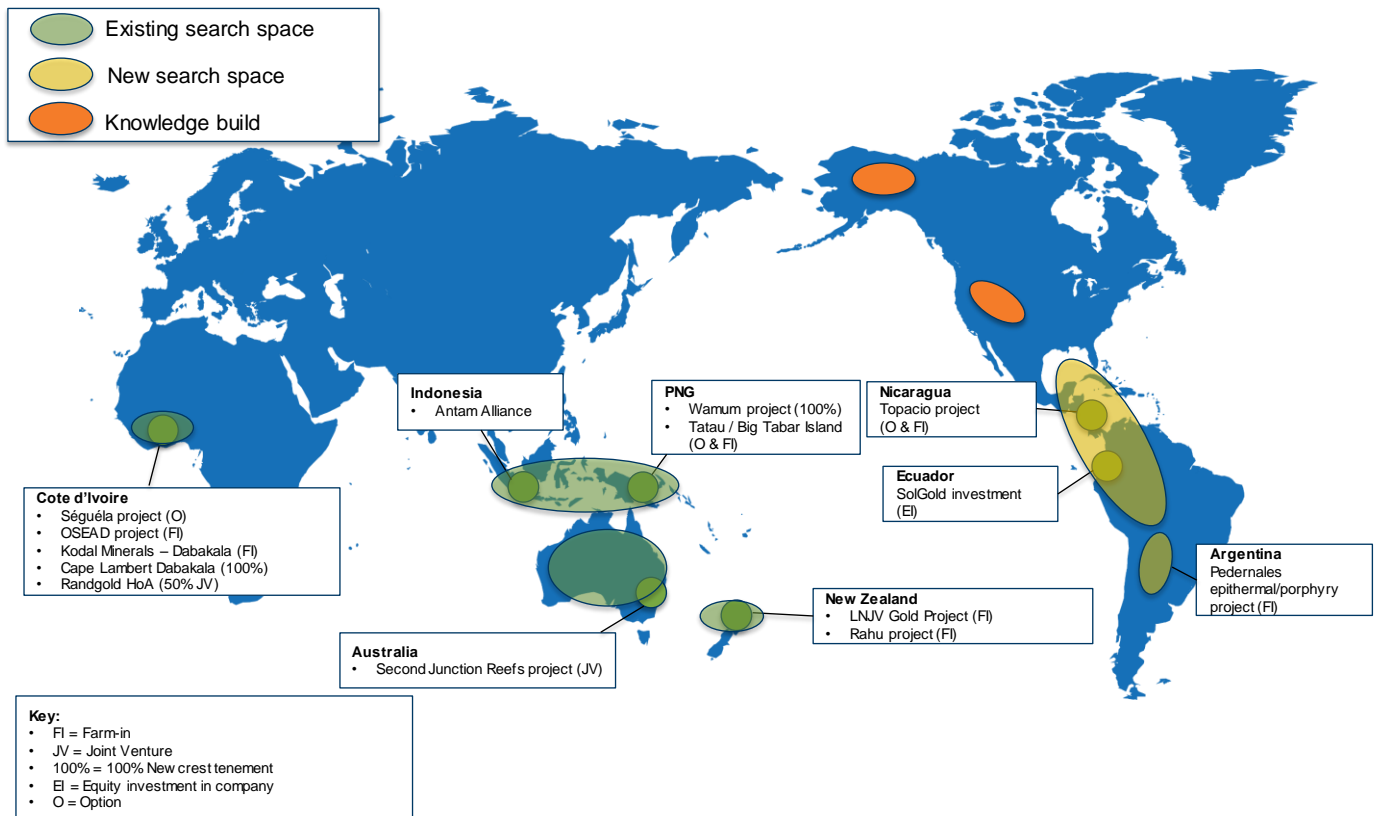 Existing search space
New search space
Knowledge build
Indonesia
• Antam Alliance
PNG
• Wamum project (100%)
• Tatau / Big Tabar Island
(O & FI)
Nicaragua
Topacio project
(O & FI)
Ecuador
SolGold investment
(EI)
Cote d'Ivoire
• Séguéla project (O)
• OSEAD project (FI)
• Kodal Minerals – Dabakala (FI)
• Cape Lambert Dabakala (100%)
• Randgold HoA (50% JV)
Argentina
Pedernales
epithermal/porphyry
project (FI)
New Zealand
• LNJV Gold Project (FI)
• Rahu project (FI)
Australia
• Second Junction Reefs project (JV)
Key:
• FI = Farm-in
• JV = Joint Venture
• 100% = 100% New crest tenement
• EI = Equity investment in company
• O = Option